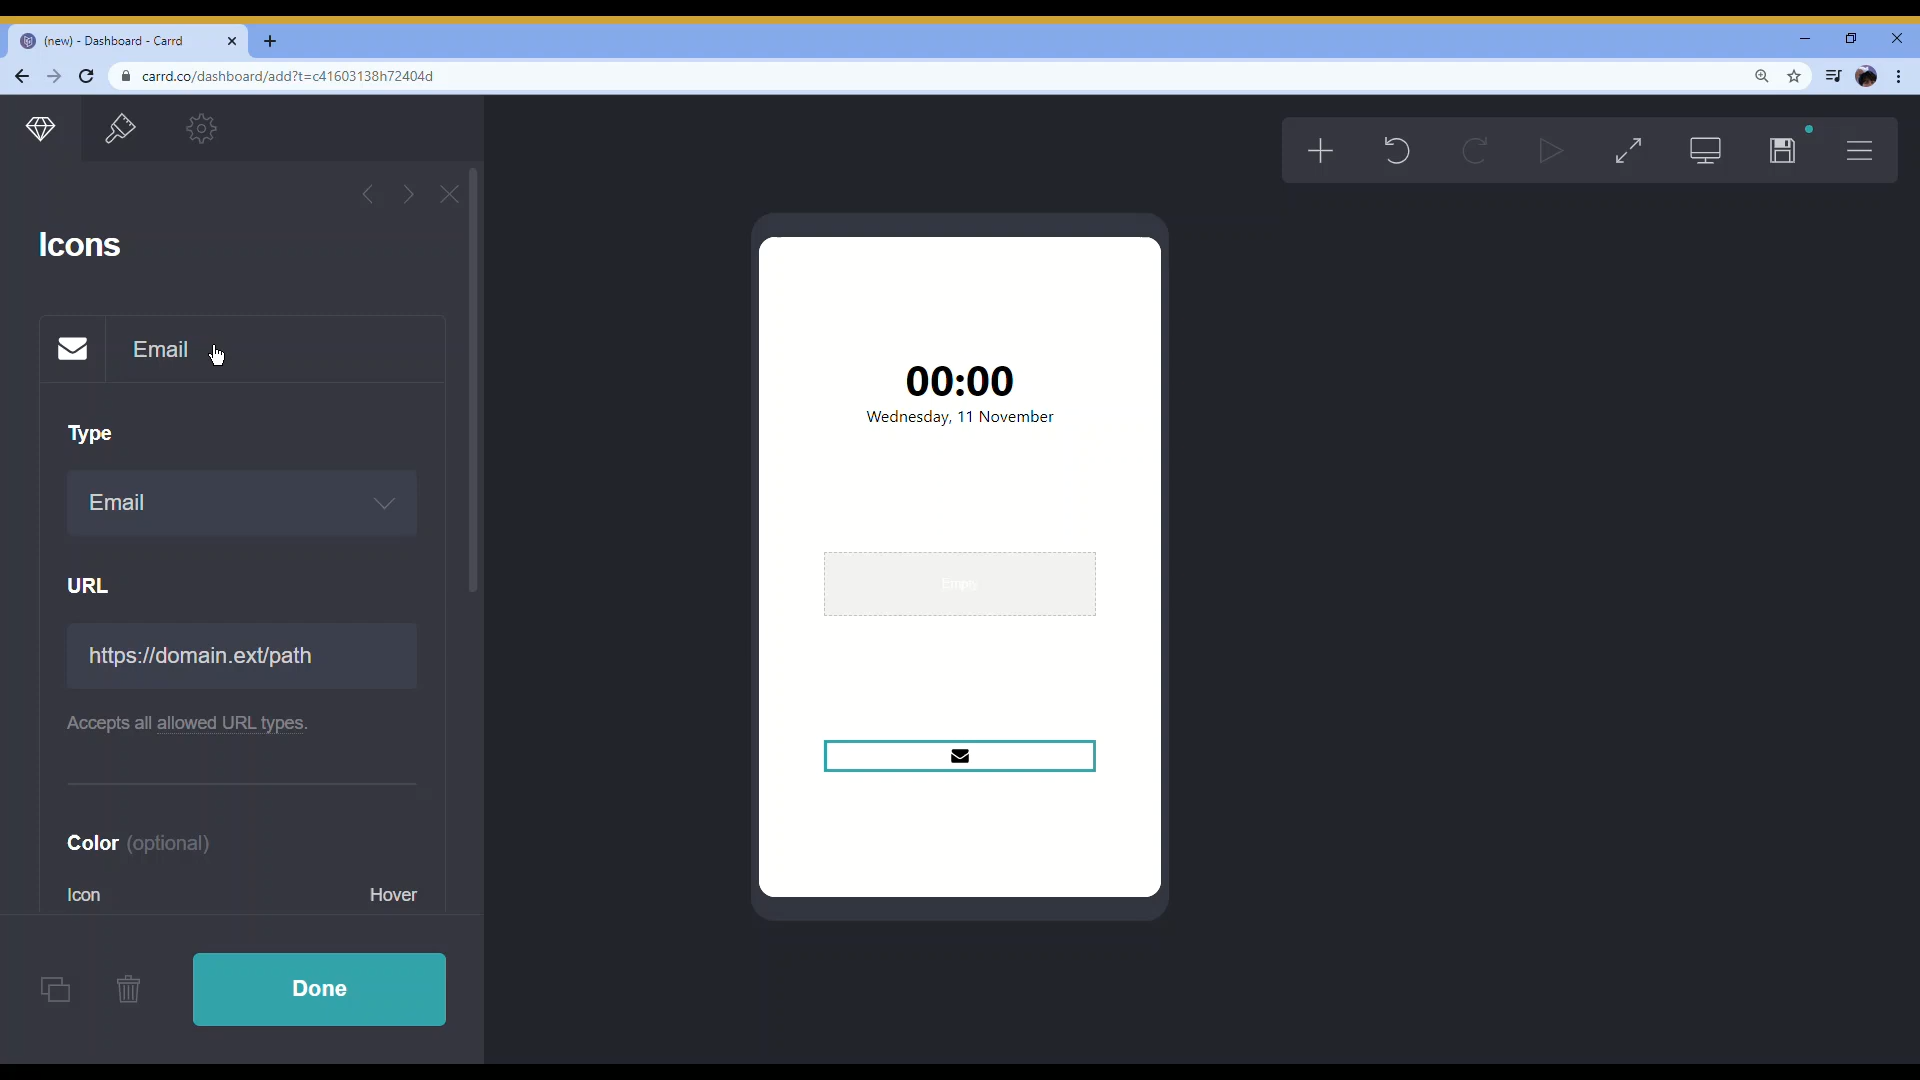 (new) - Dashboard - Carrd
carrd.co/dashboard/add?t=c41603138h72404d
Icons
Email
Type
Email
URL
https://domain.ext/path
Accepts all allowed URL types.
Color (optional)
Icon Hover
Done
00:00
Wednesday, 11 November
Empty